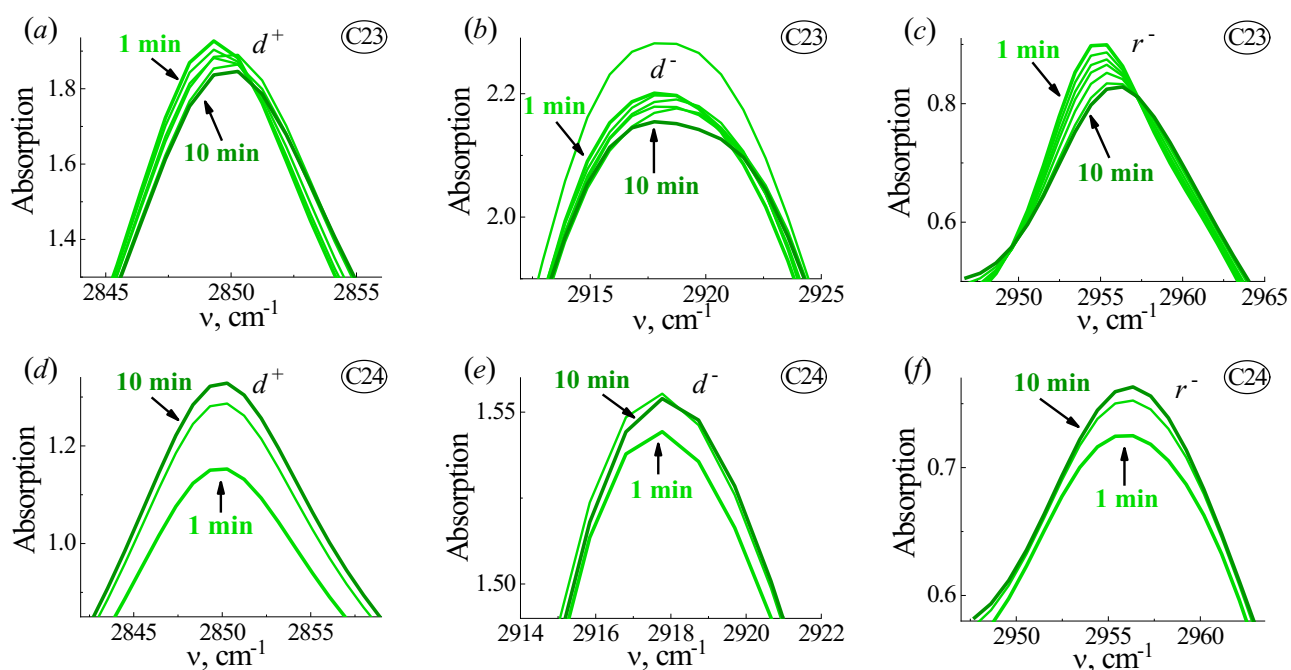 (a) 1 min d+ C23
10 min
Absorption
1.8
1.6
1.4
2845 2850 2855
ν, cm-1
(b) d- C23
1 min
10 min
Absorption
2.2
2.0
2915 2920 2925
ν, cm-1
(c) r- C23
1 min
10 min
Absorption
0.8
0.6
2950 2955 2960 2965
ν, cm-1
(d) 10 min d+ C24
1 min
Absorption
1.2
1.0
2845 2850 2855
ν, cm-1
(e) 10 min d- C24
1 min
Absorption
1.55
1.50
2914 2916 2918 2920 2922
ν, cm-1
(f) 10 min r- C24
1 min
Absorption
0.7
0.6
2950 2955 2960
ν, cm-1